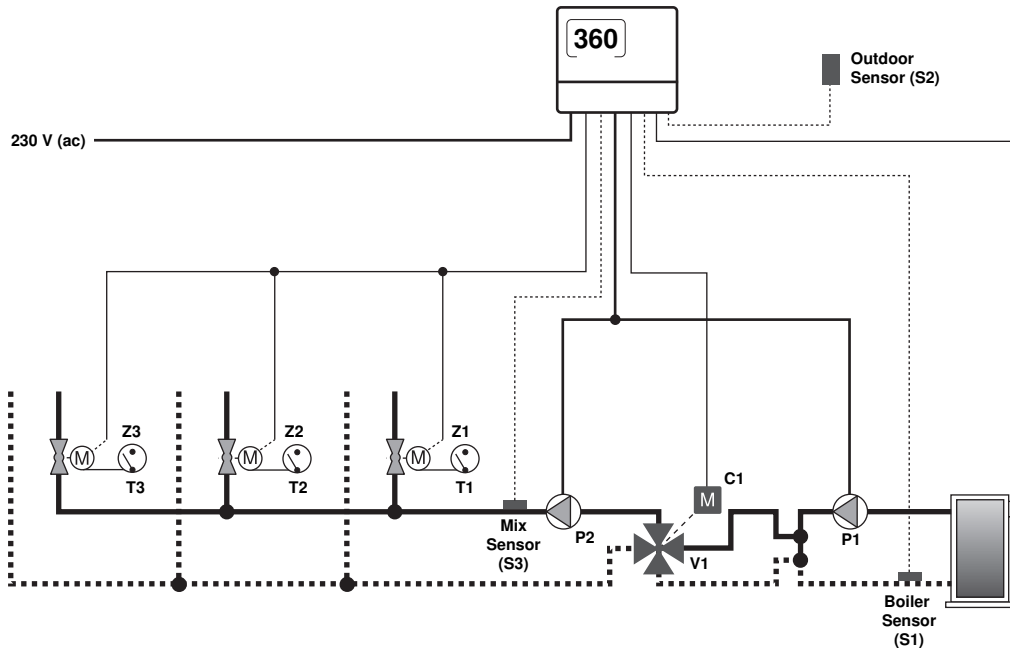 360
Outdoor
Sensor (S2)
230 V (ac)
Z3
M
T3
Z2
M
T2
Z1
M
T1
M
C1
Mix
Sensor
(S3)
P2
V1
P1
Boiler
Sensor
(S1)